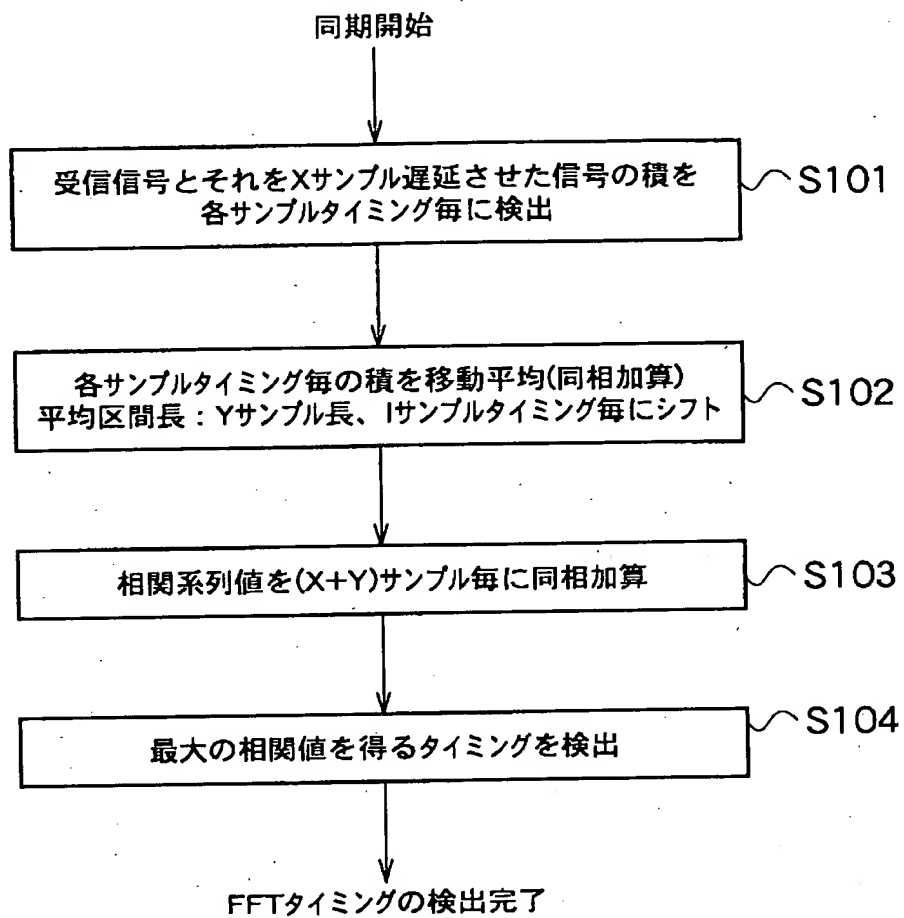 同期開始
受信信号とそれをXサンプル遅延させた信号の積を
各サンプルタイミング毎に検出
S101
各サンプルタイミング毎の積を移動平均(同相加算)
平均区間長：Yサンプル長、1サンプルタイミング毎にシフト
S102
相関系列値を(X+Y)サンプル毎に同相加算
S103
最大の相関値を得るタイミングを検出
S104
FFTタイミングの検出完了